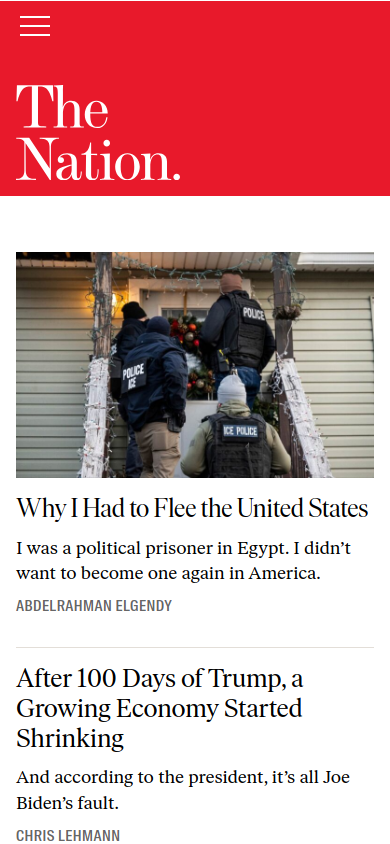 The
Nation.
POLICE
POLICE
ICE
ICE POLICE
Why I Had to Flee the United States
I was a political prisoner in Egypt. I didn’t
want to become one again in America.
ABDELRAHMAN ELGENDY
After 100 Days of Trump, a
Growing Economy Started
Shrinking
And according to the president, it’s all Joe
Biden’s fault.
CHRIS LEHMANN